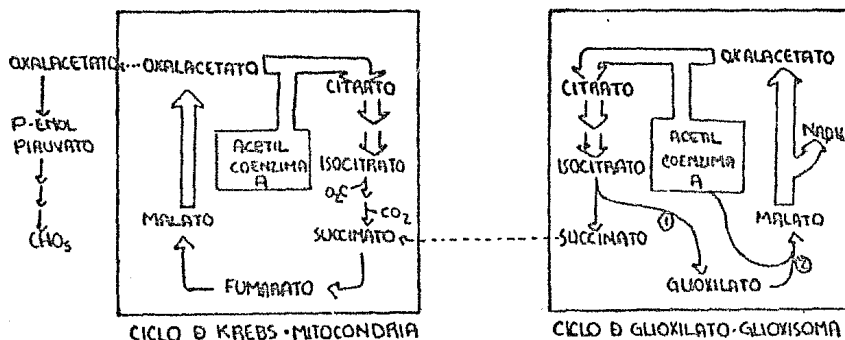 OXALACETATO
P-ENOL
PIRUVATO
CHOs
OXALACETATO
CITRATO
ACETIL
COENZIMA
A
ISOCITRATO
O₂C
CO₂
MALATO
SUCCINATO
FUMARATO
CICLO D KREBS · MITOCONDRIA
OXALACETATO
CITRATO
ACETIL
COENZIMA
A
NADH
ISOCITRATO
①
MALATO
SUCCINATO
②
GLIOXILATO
CICLO D GLIOXILATO · GLIOXISOMA